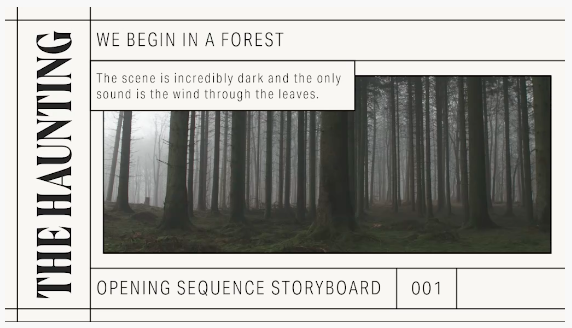 THE HAUNTING
WE BEGIN IN A FOREST
The scene is incredibly dark and the only
sound is the wind through the leaves.
OPENING SEQUENCE STORYBOARD
001